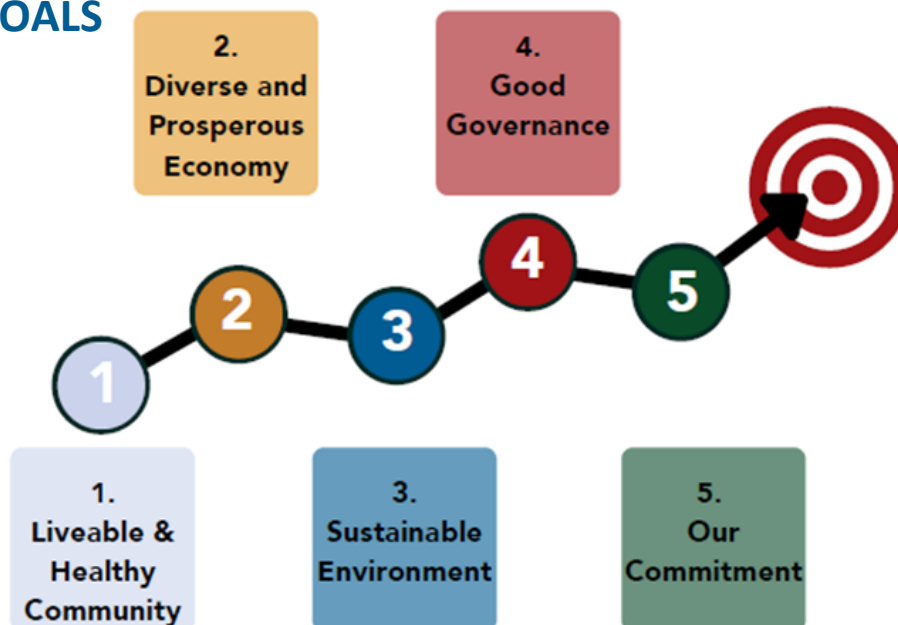 OALS
2.
Diverse and
Prosperous
Economy
4.
Good
Governance
1
2
3
4
5
1.
Liveable &
Healthy
Community
3.
Sustainable
Environment
5.
Our
Commitment